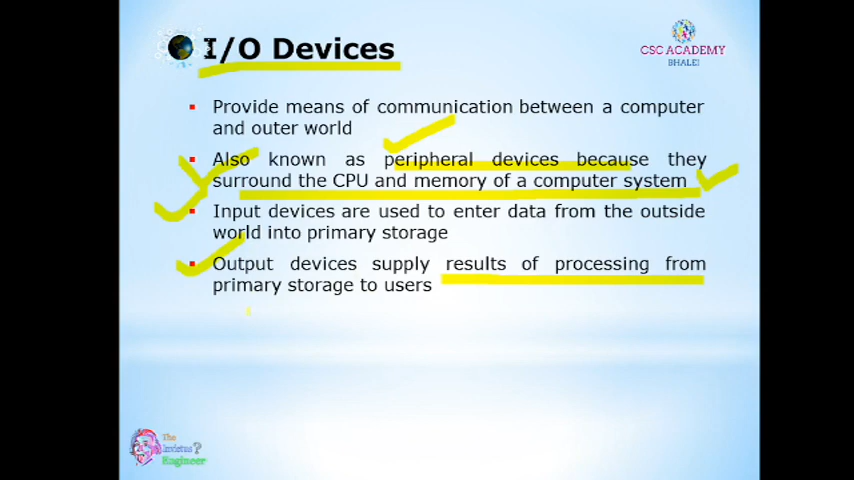 I/O Devices
CSC ACADEMY
BHALEI
Provide means of communication between a computer
and outer world
Also known as peripheral devices because they
surround the CPU and memory of a computer system
Input devices are used to enter data from the outside
world into primary storage
Output devices supply results of processing from
primary storage to users
The
?
Engineer